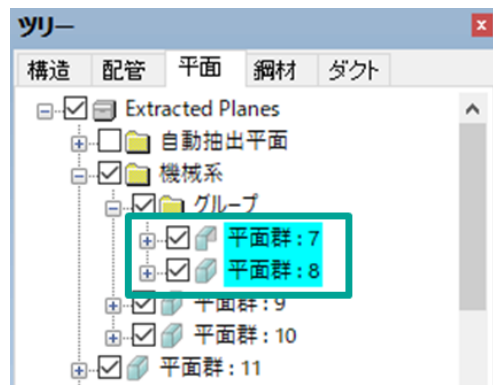 ツリー
構造 配管 平面 鋼材 ダクト
Extracted Planes
自動抽出平面
機械系
グループ
平面群 : 7
平面群 : 8
平面群 : 9
平面群 : 10
平面群 : 11